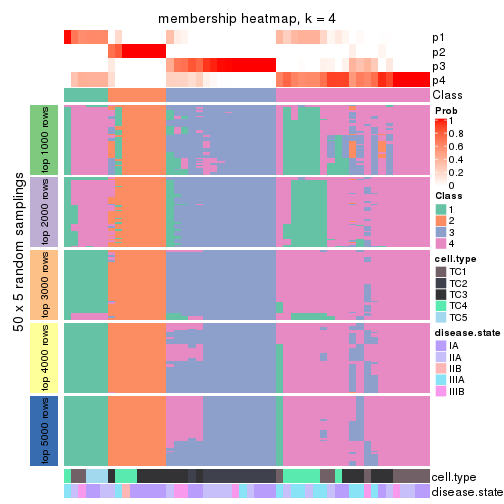 membership heatmap, k = 4
p1
p2
p3
p4
Class
50 x 5 random samplings
top 1000 rows
top 2000 rows
top 3000 rows
top 4000 rows
top 5000 rows
cell.type
disease.state
Prob
1
0.8
0.6
0.4
0.2
0
Class
1
2
3
4
cell.type
TC1
TC2
TC3
TC4
TC5
disease.state
IA
IIA
IIB
IIIA
IIIB